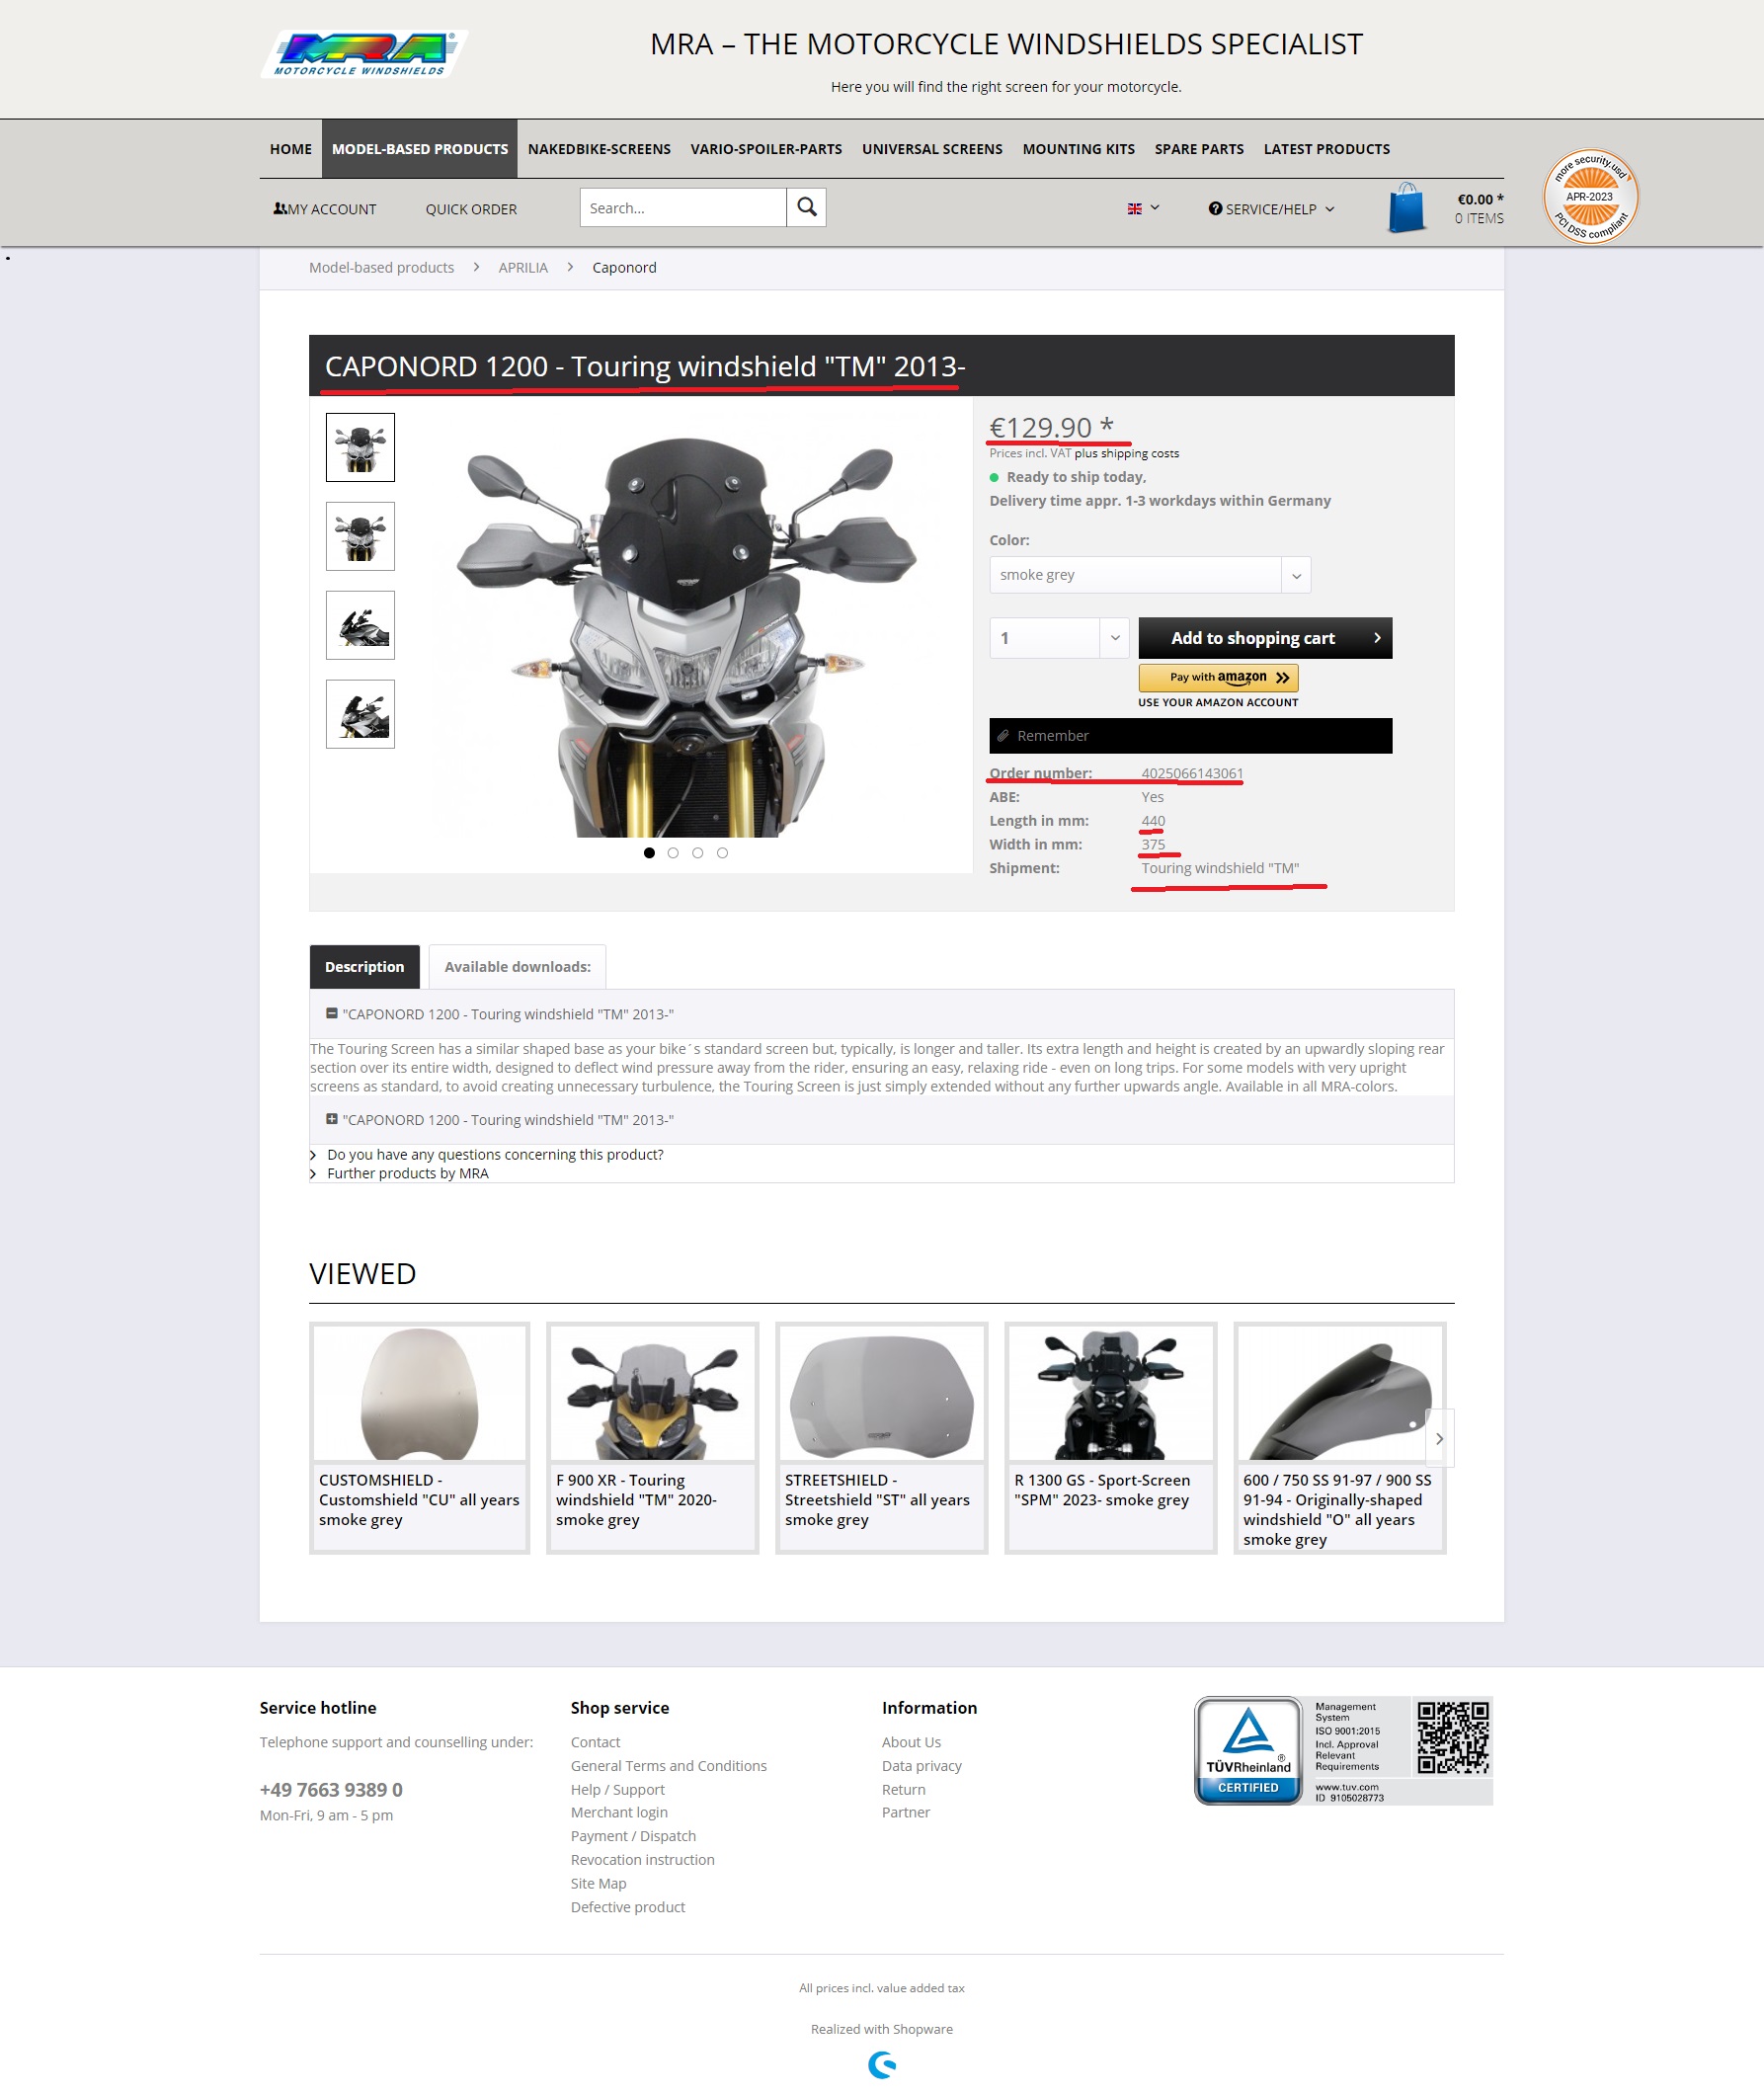 MRA®
MOTORCYCLE WINDSHIELDS
MRA – THE MOTORCYCLE WINDSHIELDS SPECIALIST
Here you will find the right screen for your motorcycle.
HOME MODEL-BASED PRODUCTS NAKEDBIKE-SCREENS VARIO-SPOILER-PARTS UNIVERSAL SCREENS MOUNTING KITS SPARE PARTS LATEST PRODUCTS
MY ACCOUNT QUICK ORDER Search... SERVICE/HELP €0.00 *
0 ITEMS
more security. usd
APR-2023
PCI DSS compliant
Model-based products > APRILIA > Caponord
CAPONORD 1200 - Touring windshield "TM" 2013-
€129.90 *
Prices incl. VAT plus shipping costs
Ready to ship today,
Delivery time appr. 1-3 workdays within Germany
Color:
smoke grey
1 Add to shopping cart
Pay with amazon
USE YOUR AMAZON ACCOUNT
Remember
Order number: 4025066143061
ABE: Yes
Length in mm: 440
Width in mm: 375
Shipment: Touring windshield "TM"
Description Available downloads:
"CAPONORD 1200 - Touring windshield "TM" 2013-"
The Touring Screen has a similar shaped base as your bike´s standard screen but, typically, is longer and taller. Its extra length and height is created by an upwardly sloping rear
section over its entire width, designed to deflect wind pressure away from the rider, ensuring an easy, relaxing ride - even on long trips. For some models with very upright
screens as standard, to avoid creating unnecessary turbulence, the Touring Screen is just simply extended without any further upwards angle. Available in all MRA-colors.
"CAPONORD 1200 - Touring windshield "TM" 2013-"
Do you have any questions concerning this product?
Further products by MRA
VIEWED
CUSTOMSHIELD -
Customshield "CU" all years
smoke grey
F 900 XR - Touring
windshield "TM" 2020-
smoke grey
STREETSHIELD -
Streetshield "ST" all years
smoke grey
R 1300 GS - Sport-Screen
"SPM" 2023- smoke grey
600 / 750 SS 91-97 / 900 SS
91-94 - Originally-shaped
windshield "O" all years
smoke grey
Service hotline
Telephone support and counselling under:
+49 7663 9389 0
Mon-Fri, 9 am - 5 pm
Shop service
Contact
General Terms and Conditions
Help / Support
Merchant login
Payment / Dispatch
Revocation instruction
Site Map
Defective product
Information
About Us
Data privacy
Return
Partner
TÜVRheinland®
CERTIFIED
Management
System
ISO 9001:2015
Incl. Approval
Relevant
Requirements
www.tuv.com
ID 9105028773
All prices incl. value added tax
Realized with Shopware